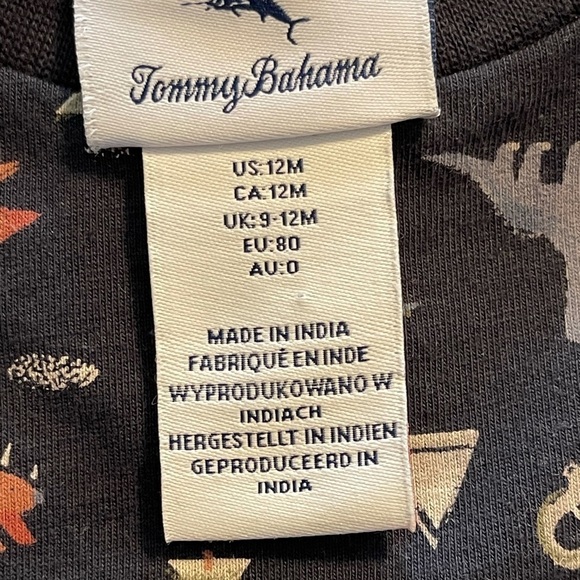 Tommy Bahama
US:12M
CA:12M
UK:9-12M
EU:80
AU:0
MADE IN INDIA
FABRIQUÉ EN INDE
WYPRODUKOWANO W
INDIACH
HERGESTELLT IN INDIEN
GEPRODUCEERD IN
INDIA